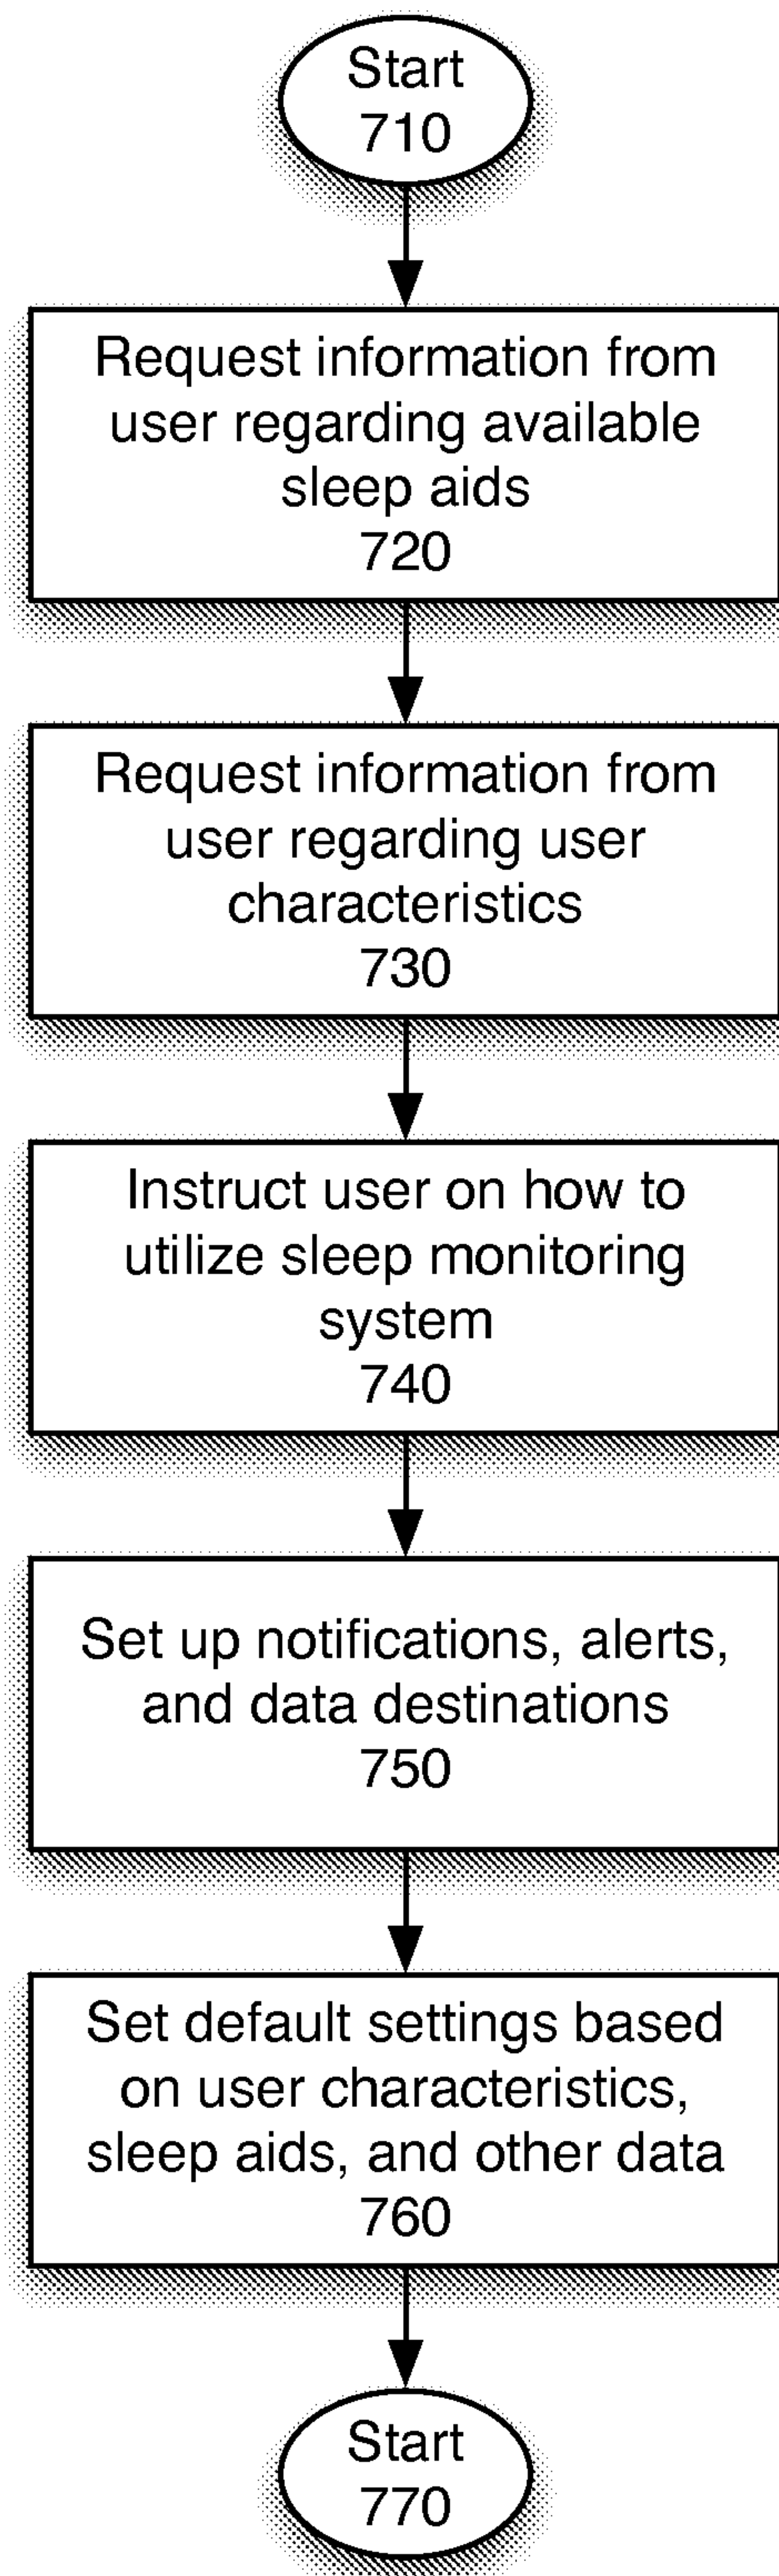 Start
710
Request information from
user regarding available
sleep aids
720
Request information from
user regarding user
characteristics
730
Instruct user on how to
utilize sleep monitoring
system
740
Set up notifications, alerts,
and data destinations
750
Set default settings based
on user characteristics,
sleep aids, and other data
760
Start
770